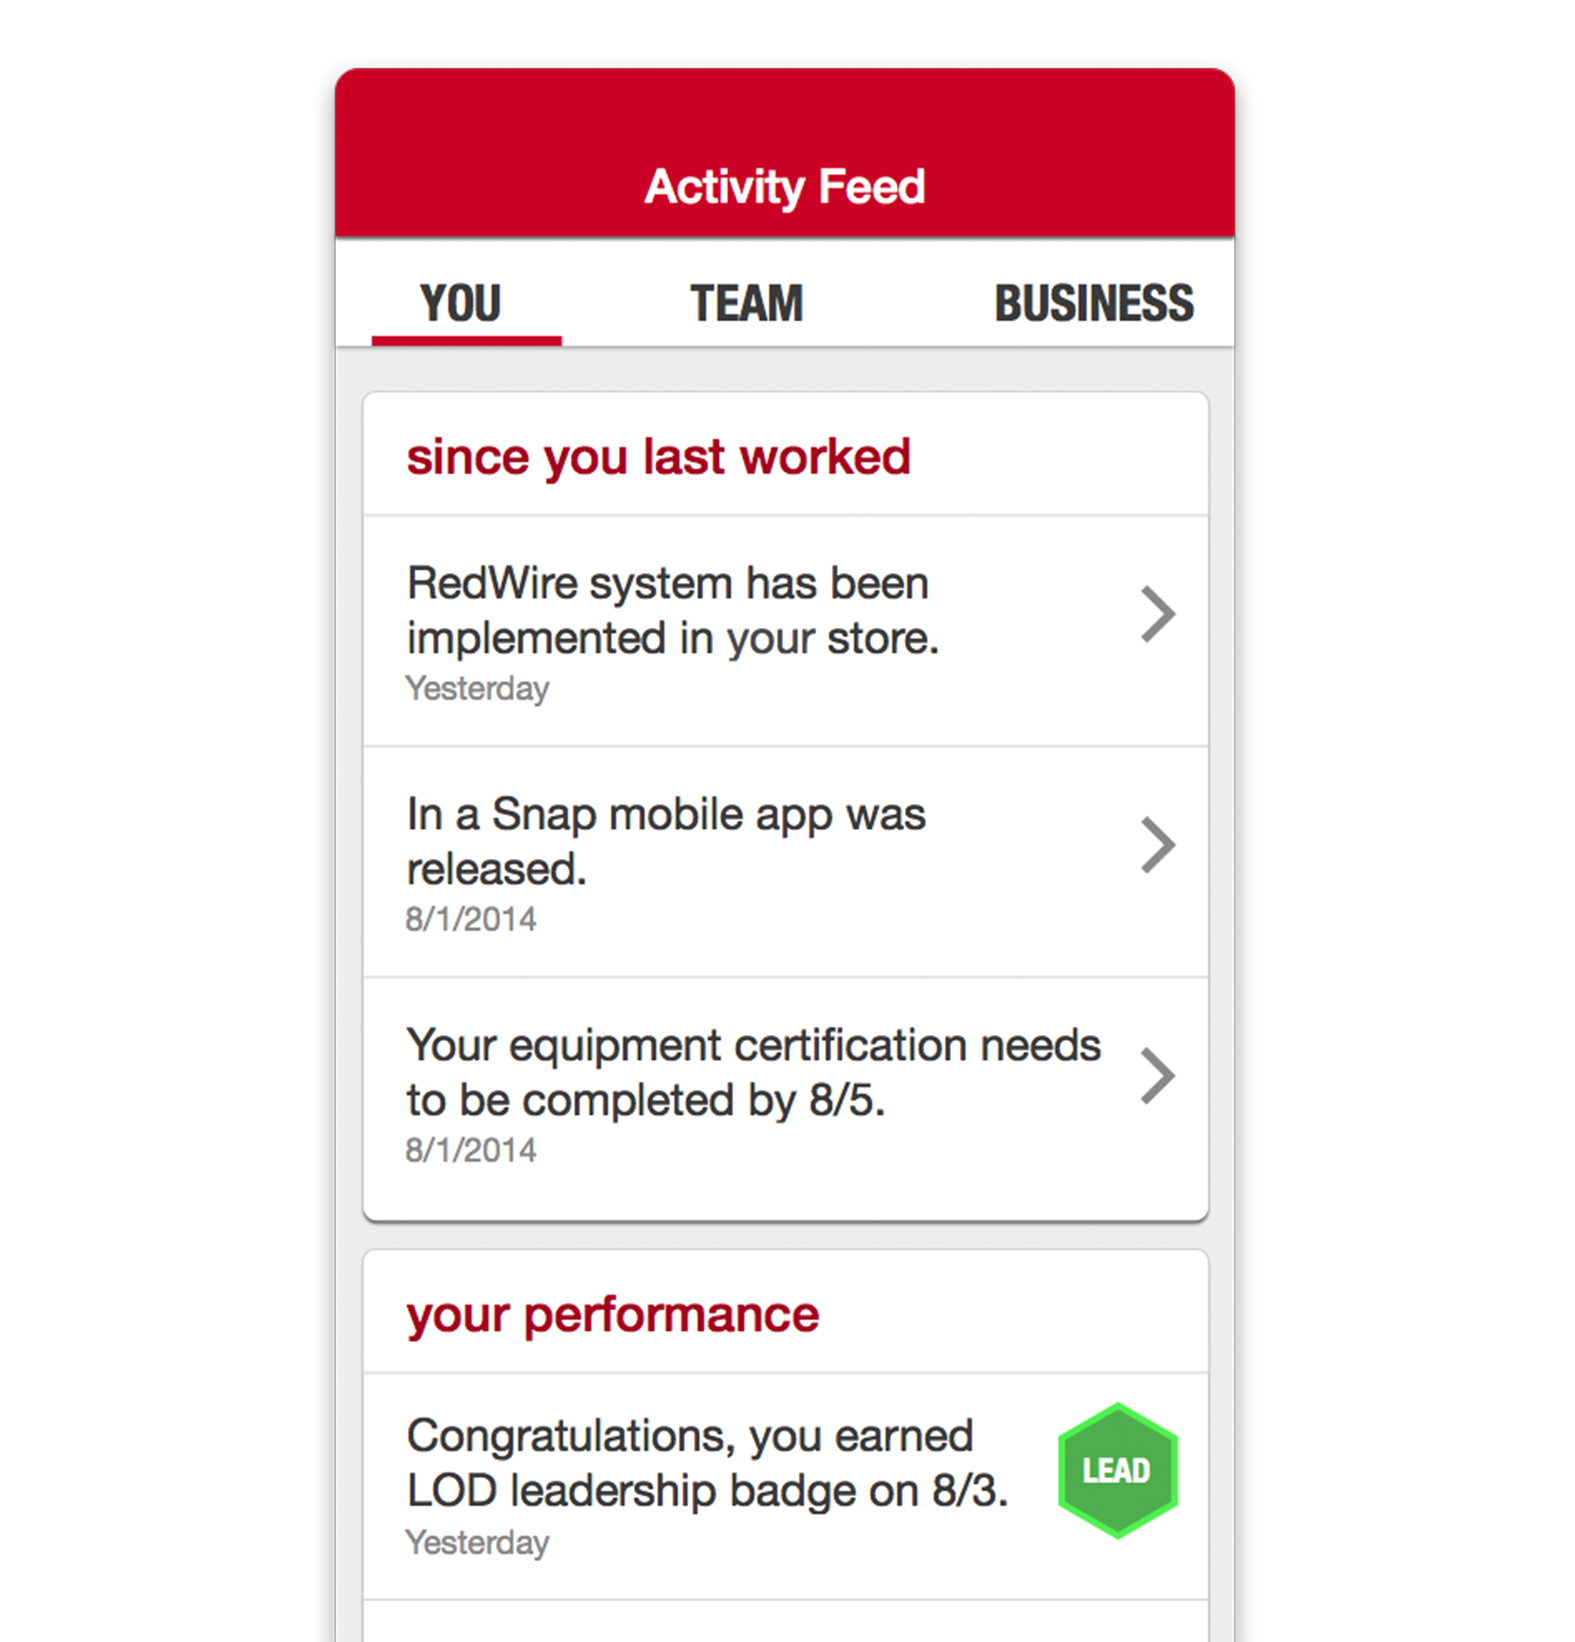 Activity Feed
YOU TEAM BUSINESS
since you last worked
RedWire system has been
implemented in your store.
Yesterday
In a Snap mobile app was
released.
8/1/2014
Your equipment certification needs
to be completed by 8/5.
8/1/2014
your performance
Congratulations, you earned
LOD leadership badge on 8/3.
LEAD
Yesterday